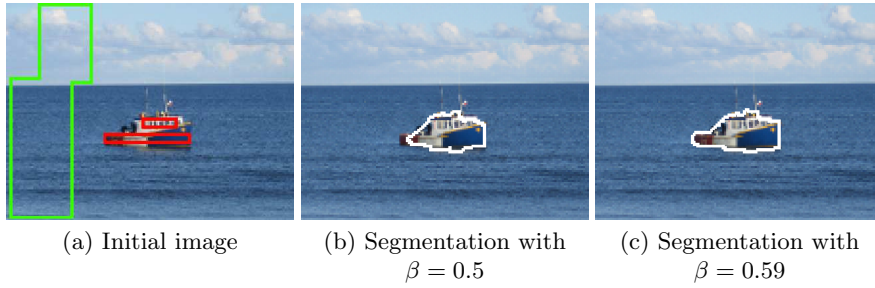 (a) Initial image
(b) Segmentation with
β = 0.5
(c) Segmentation with
β = 0.59